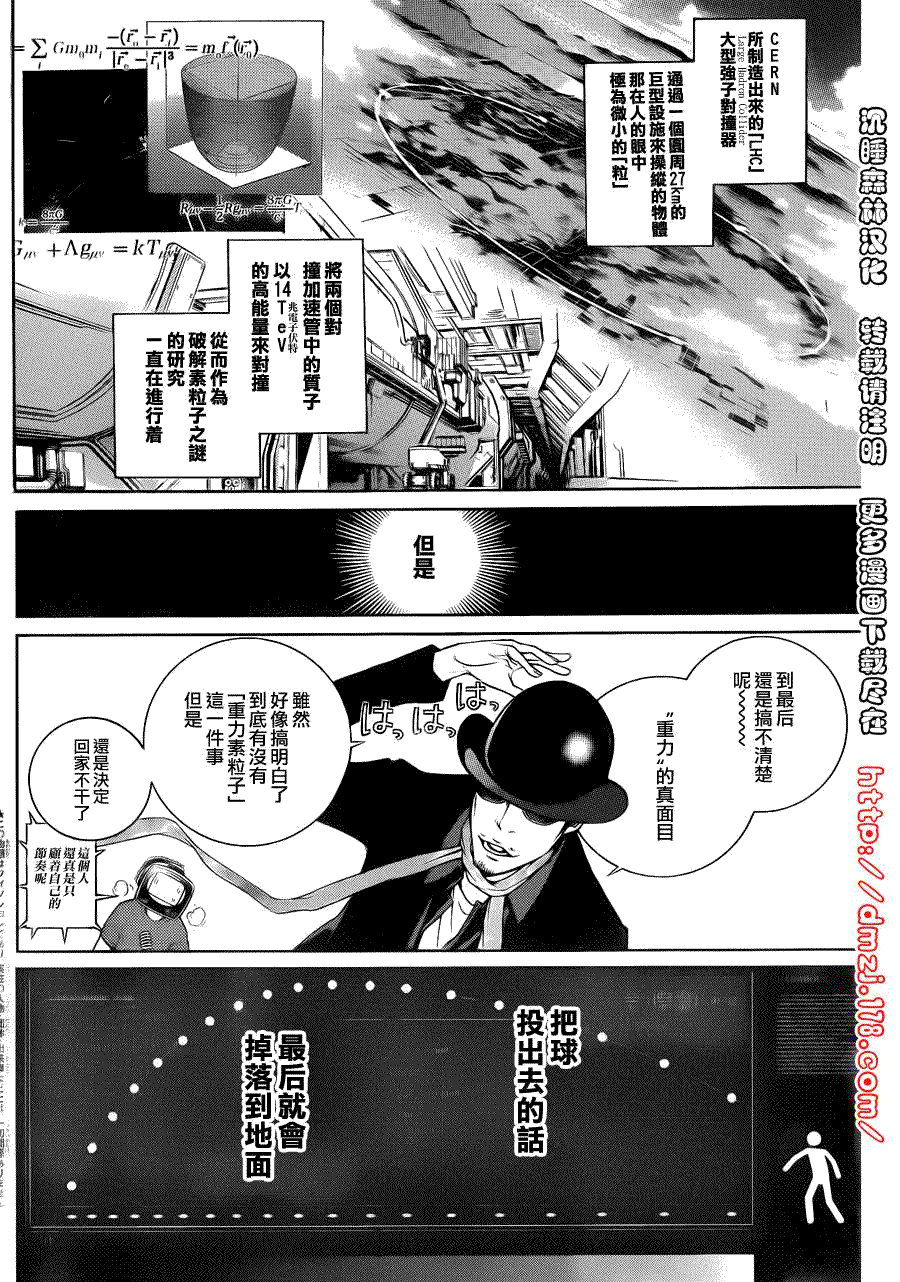 CERN
所制造出來的『LHC』
Large Hadron Collider
大型強子對撞器
通過一個圓周27km的
巨型設施來操縱的物體
那在人的眼中
極為微小的「粒」
將兩個對
撞加速管中的質子
以14TeV
兆電子伏特
的高能量來對撞
從而作為
破解素粒子之謎
的研究
一直在進行着
但是
到最后
還是搞不清楚
呢~~~~~
“重力”的真面目
はっ
はっ
はっ
雖然
好像搞明白了
到底有沒有
「重力素粒子」
這一件事
但是
還是決定
回家不干了
這個人
還真是只
顧着自己的
節奏呢
把球
投出去的話
最后就會
掉落到地面
沉睡森林汉化 转载请注明 更多漫画下载尽在 http://dmzj.178.com/